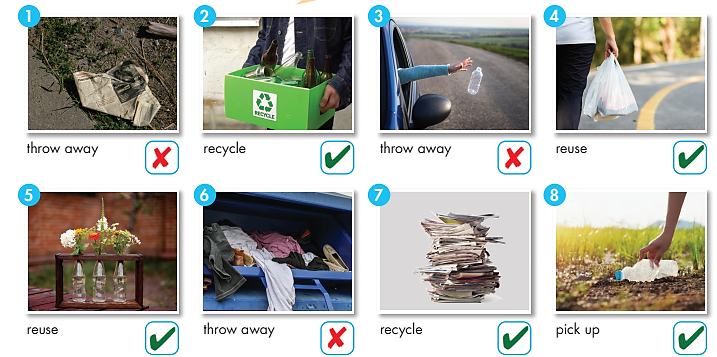 1 2 3 4
RECYCLE
throw away recycle throw away reuse
5 6 7 8
reuse throw away recycle pick up